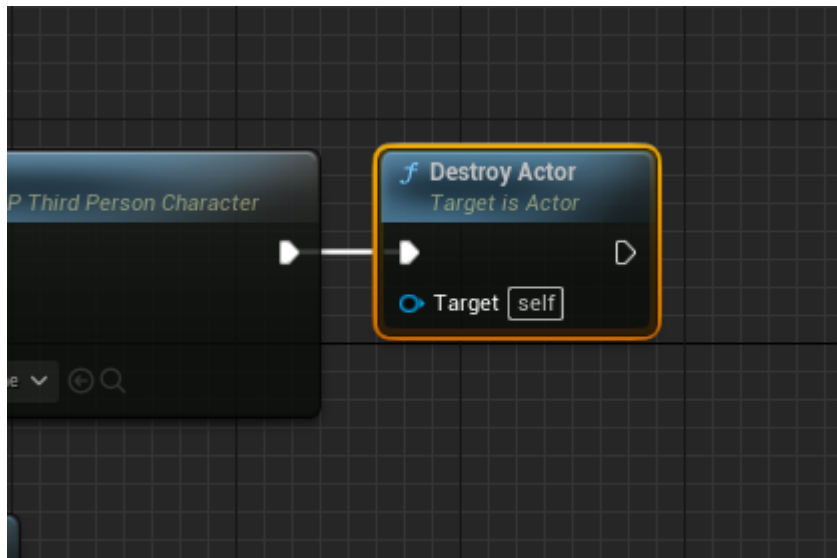 Destroy Actor
Target is Actor
P Third Person Character
Target self